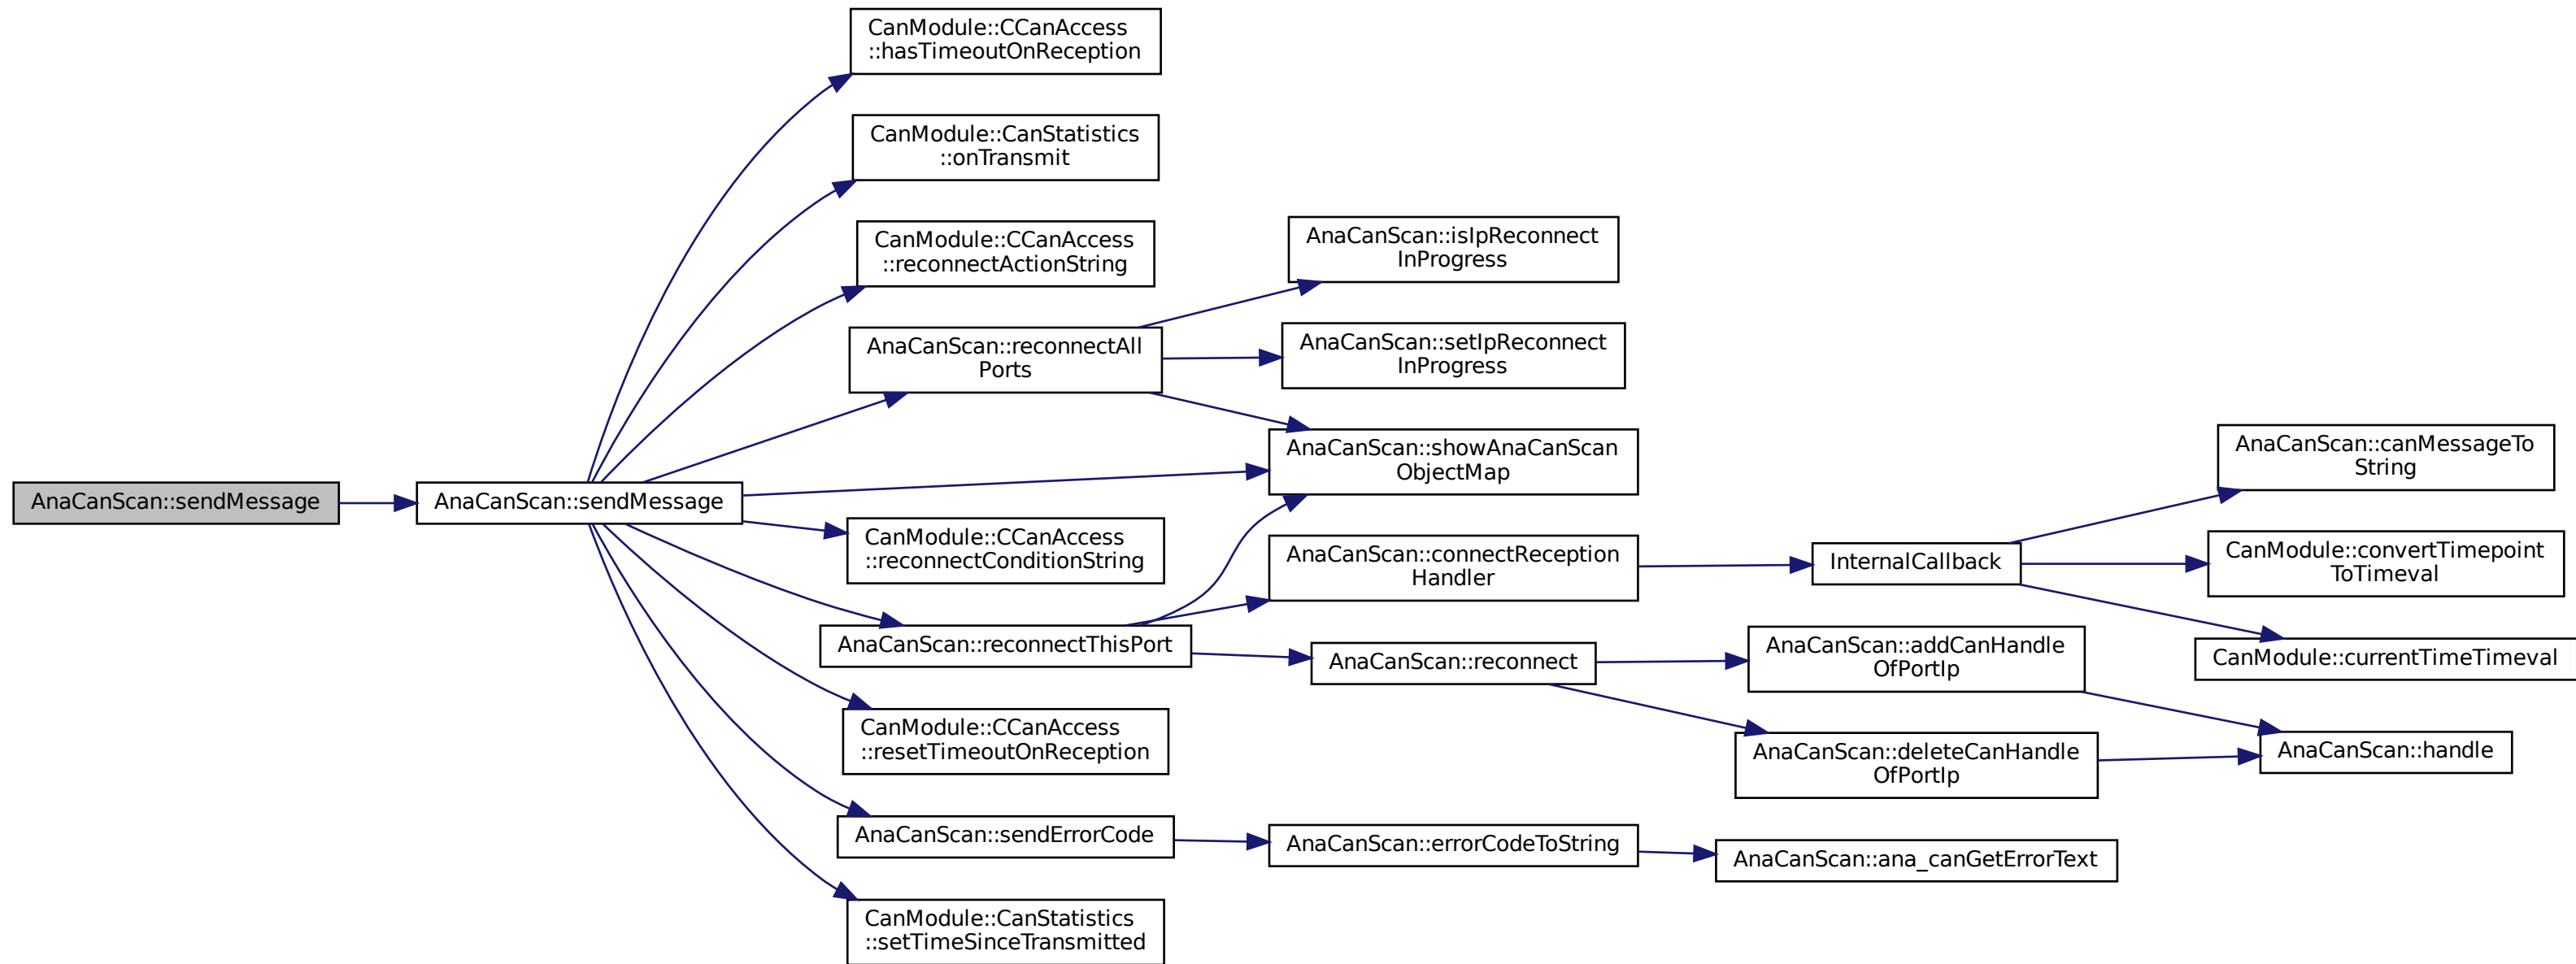 CanModule::CCanAccess
::hasTimeoutOnReception
CanModule::CanStatistics
::onTransmit
CanModule::CCanAccess
::reconnectActionString
AnaCanScan::isIpReconnect
InProgress
AnaCanScan::reconnectAll
Ports
AnaCanScan::setIpReconnect
InProgress
AnaCanScan::showAnaCanScan
ObjectMap
AnaCanScan::canMessageTo
String
AnaCanScan::sendMessage
AnaCanScan::sendMessage
CanModule::CCanAccess
::reconnectConditionString
AnaCanScan::connectReception
Handler
InternalCallback
CanModule::convertTimepoint
ToTimeval
AnaCanScan::reconnectThisPort
AnaCanScan::reconnect
AnaCanScan::addCanHandle
OfPortIp
CanModule::currentTimeTimeval
CanModule::CCanAccess
::resetTimeoutOnReception
AnaCanScan::deleteCanHandle
OfPortIp
AnaCanScan::handle
AnaCanScan::sendErrorCode
AnaCanScan::errorCodeToString
AnaCanScan::ana_canGetErrorText
CanModule::CanStatistics
::setTimeSinceTransmitted